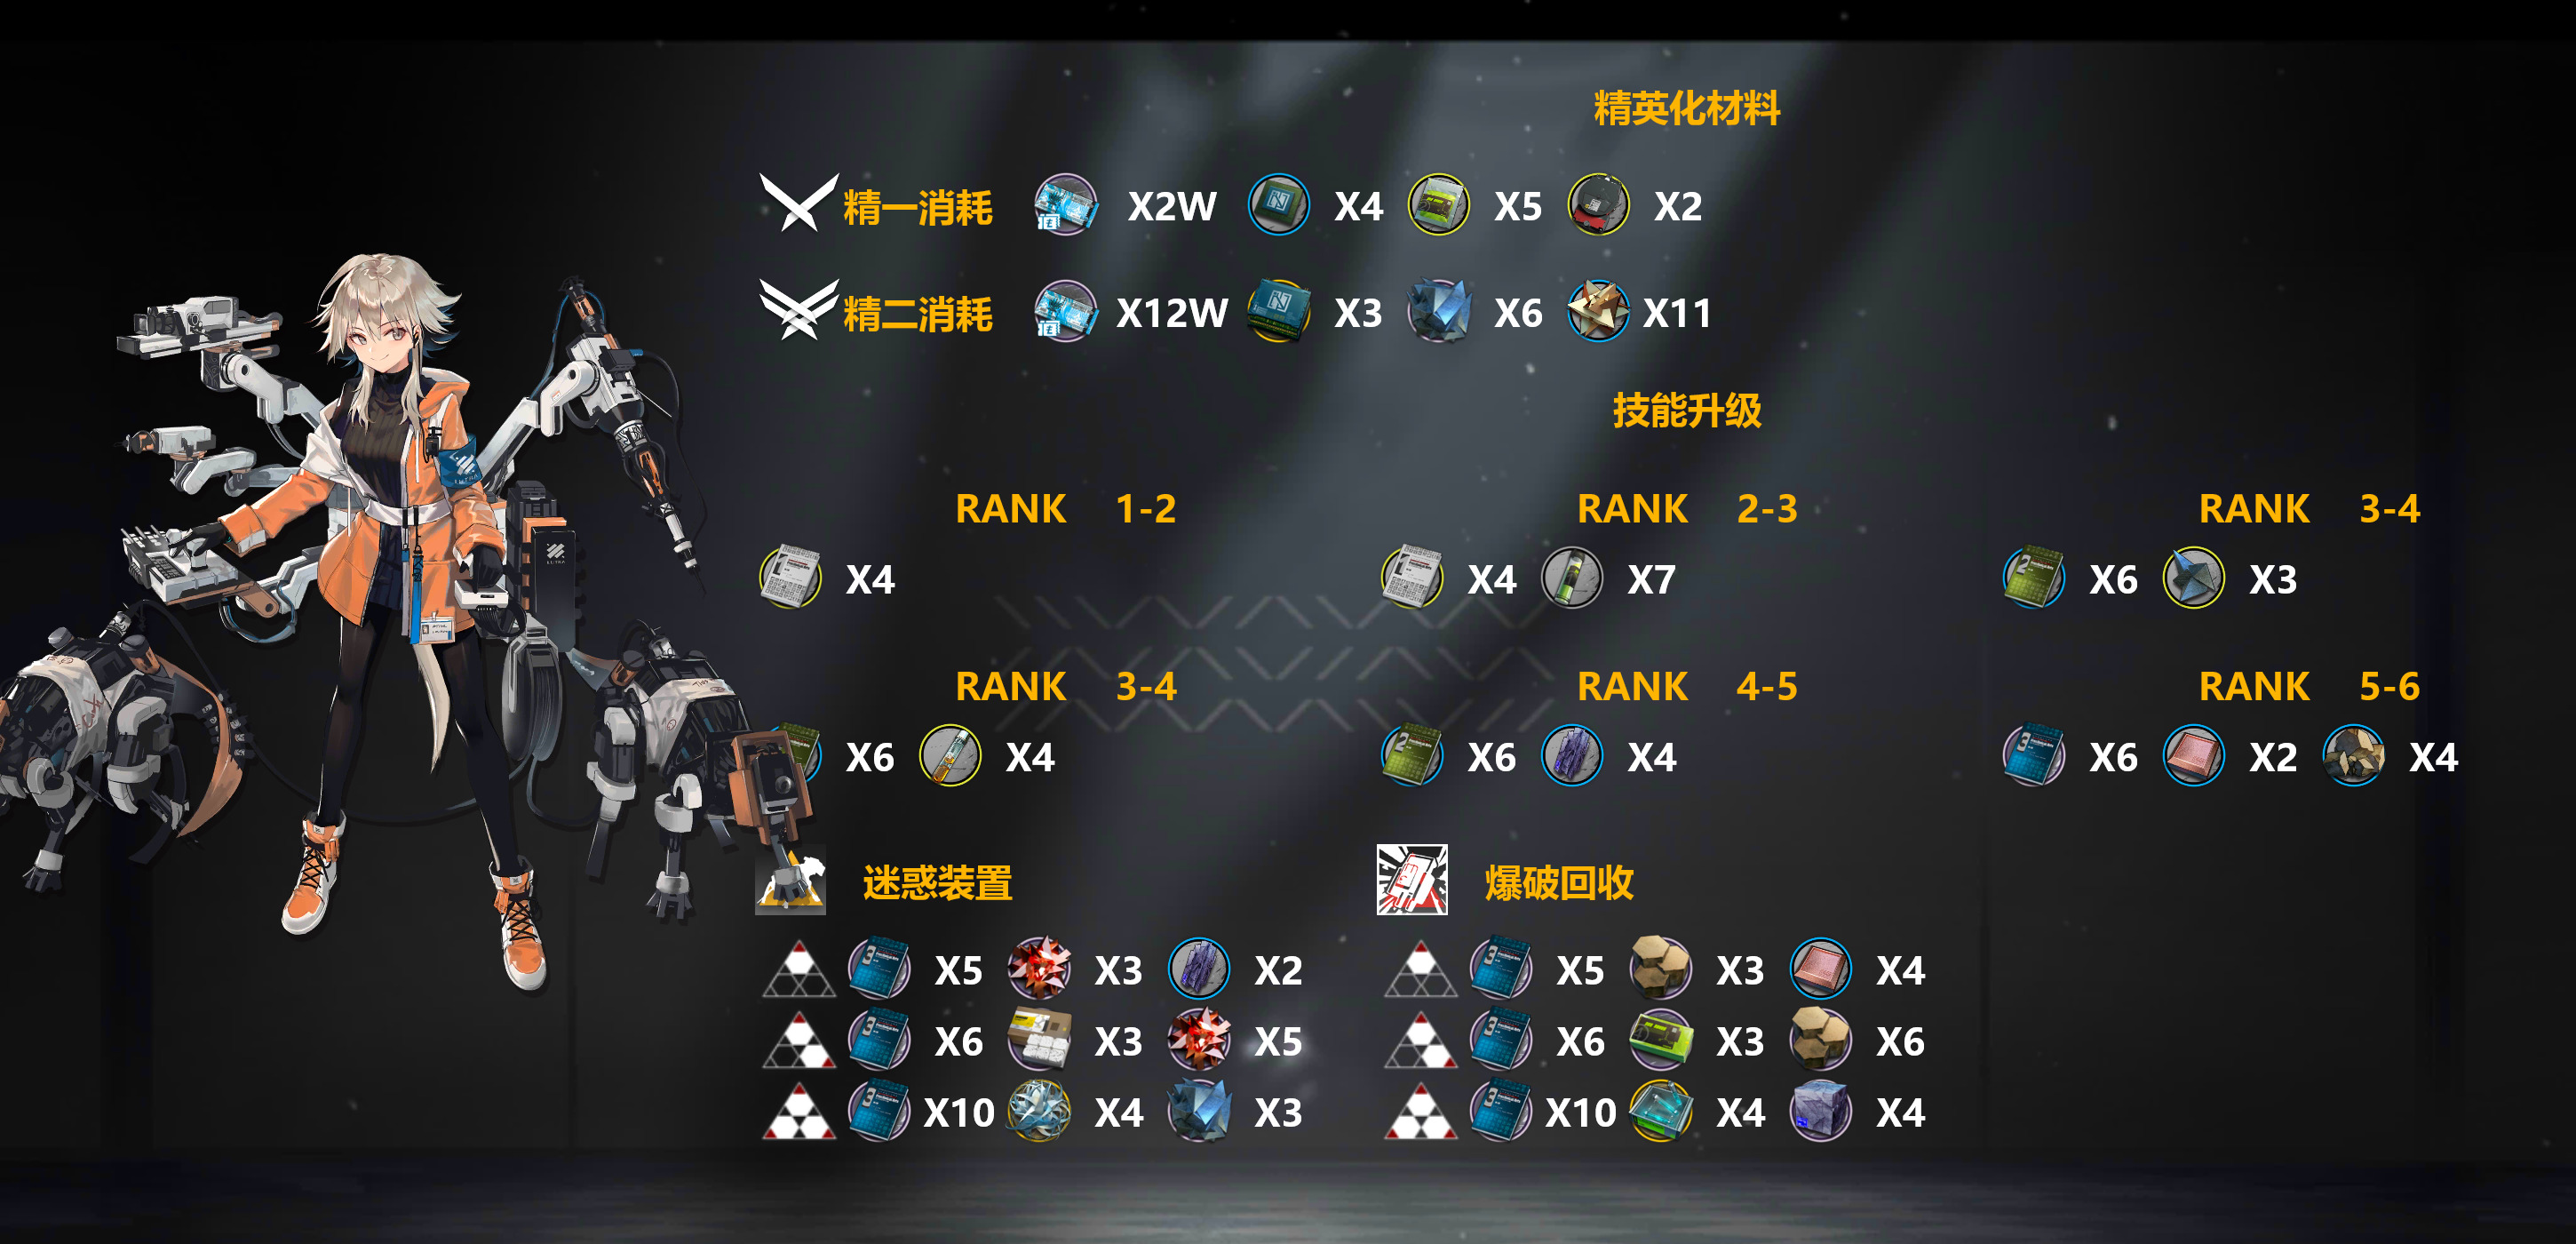 精英化材料
精一消耗 X2W X4 X5 X2
精二消耗 X12W X3 X6 X11
技能升级
RANK 1-2 RANK 2-3 RANK 3-4
X4 X4 X7 X6 X3
RANK 3-4 RANK 4-5 RANK 5-6
X6 X4 X6 X4 X6 X2 X4
迷惑装置 爆破回收
X5 X3 X2 X5 X3 X4
X6 X3 X5 X6 X3 X6
X10 X4 X3 X10 X4 X4